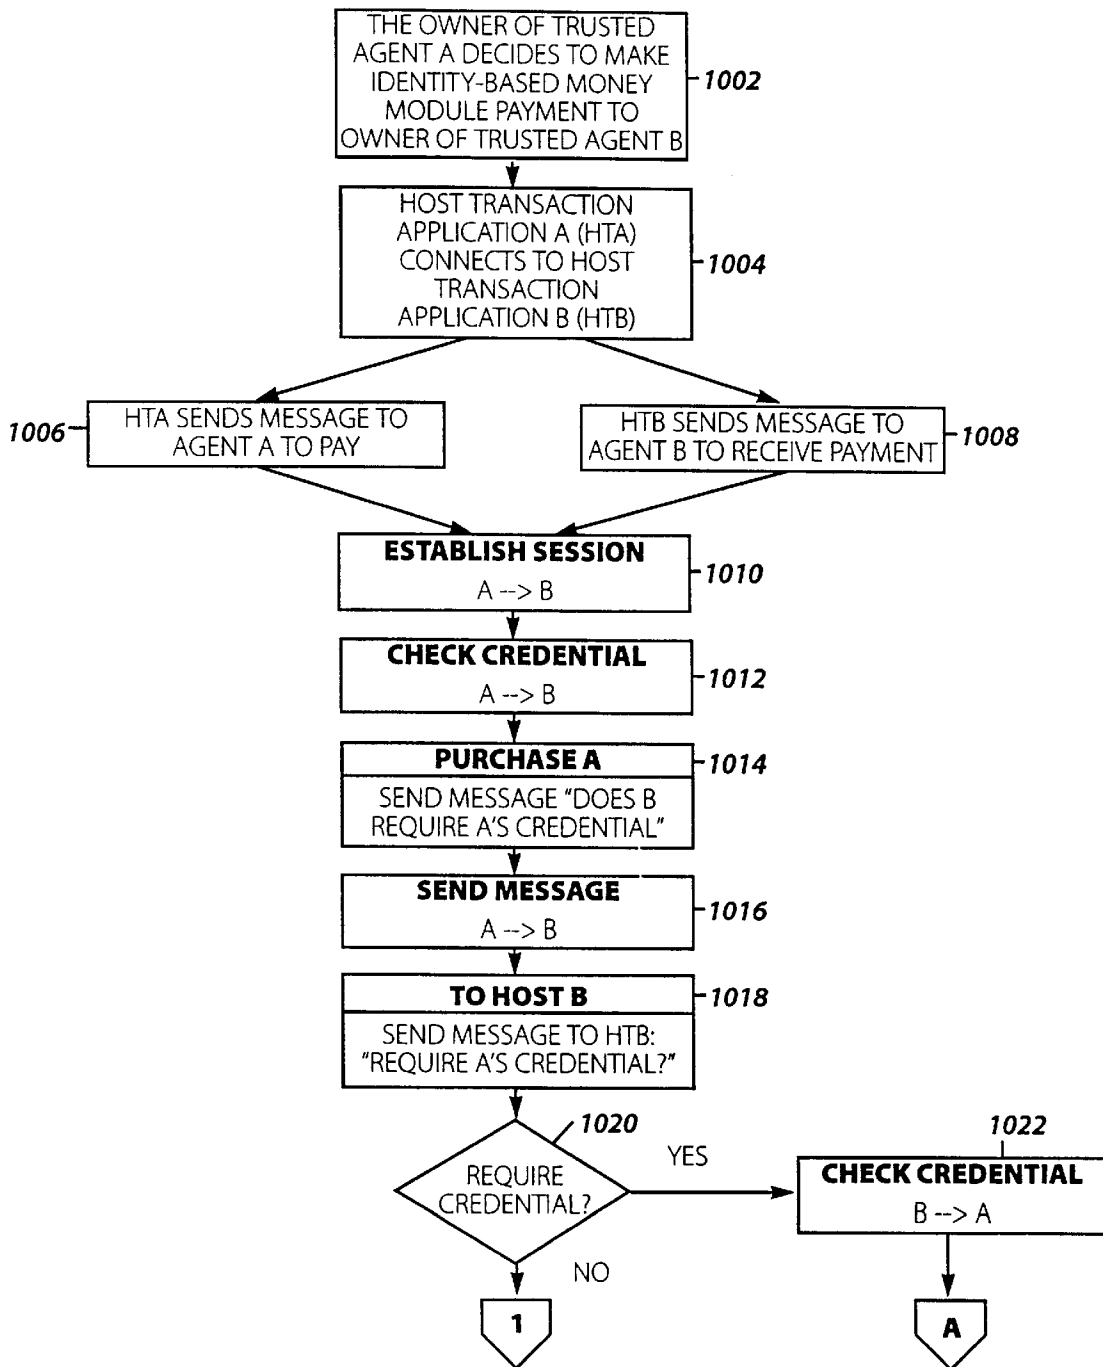 THE OWNER OF TRUSTED
AGENT A DECIDES TO MAKE
IDENTITY-BASED MONEY
MODULE PAYMENT TO
OWNER OF TRUSTED AGENT B
1002
HOST TRANSACTION
APPLICATION A (HTA)
CONNECTS TO HOST
TRANSACTION
APPLICATION B (HTB)
1004
1006
HTA SENDS MESSAGE TO
AGENT A TO PAY
HTB SENDS MESSAGE TO
AGENT B TO RECEIVE PAYMENT
1008
ESTABLISH SESSION
A --> B
1010
CHECK CREDENTIAL
A --> B
1012
PURCHASE A
1014
SEND MESSAGE “DOES B
REQUIRE A'S CREDENTIAL”
SEND MESSAGE
A --> B
1016
TO HOST B
1018
SEND MESSAGE TO HTB:
“REQUIRE A'S CREDENTIAL?”
1020
REQUIRE
CREDENTIAL?
YES
1022
CHECK CREDENTIAL
B --> A
NO
1
A